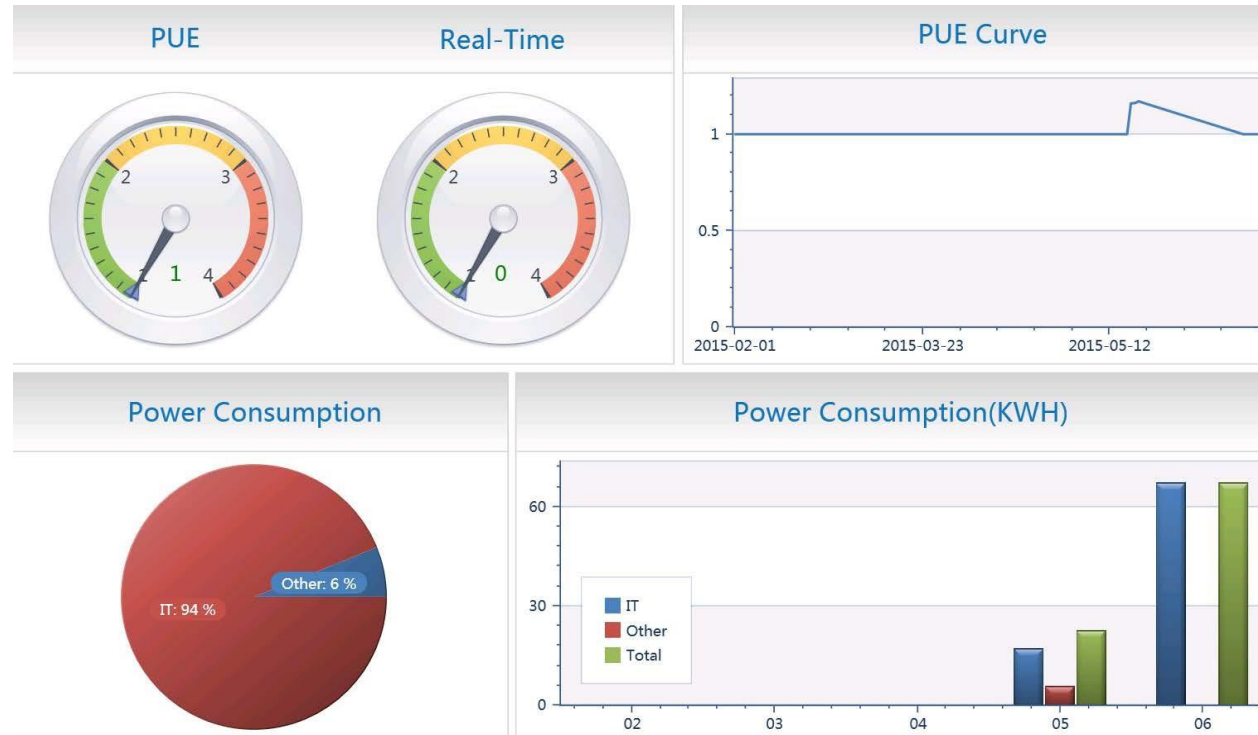 PUE
Real-Time
2
3
1
4
1
2
3
1
4
0
PUE Curve
1
0.5
0
2015-02-01
2015-03-23
2015-05-12
Power Consumption
Other: 6 %
IT: 94 %
Power Consumption(KWH)
60
30
0
IT
Other
Total
02
03
04
05
06